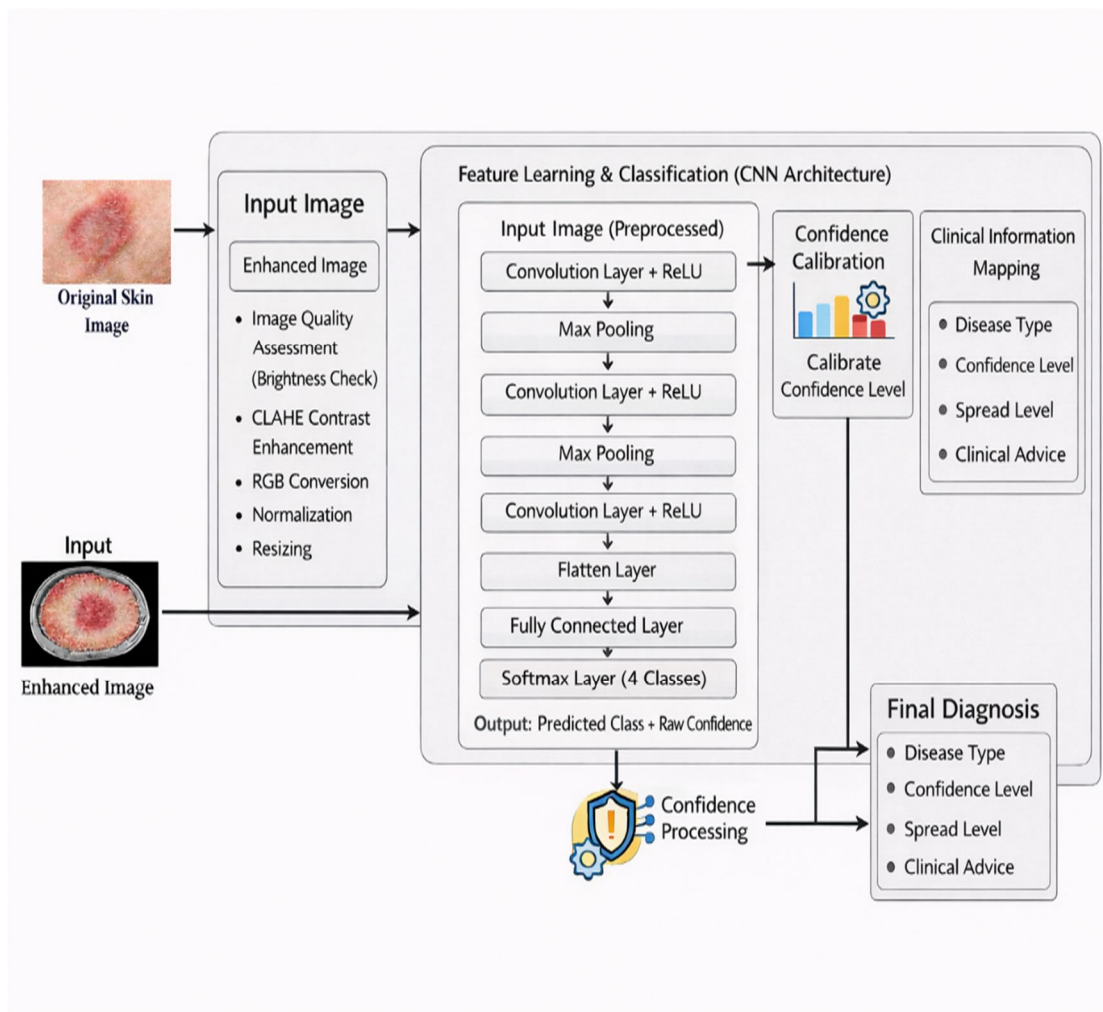 Original Skin
Image
Input
Enhanced Image
Input Image
Enhanced Image
• Image Quality
Assessment
(Brightness Check)
• CLAHE Contrast
Enhancement
• RGB Conversion
• Normalization
• Resizing
Feature Learning & Classification (CNN Architecture)
Input Image (Preprocessed)
Convolution Layer + ReLU
Max Pooling
Convolution Layer + ReLU
Max Pooling
Convolution Layer + ReLU
Flatten Layer
Fully Connected Layer
Softmax Layer (4 Classes)
Output: Predicted Class + Raw Confidence
Confidence
Calibration
Calibrate
Confidence Level
Clinical Information
Mapping
• Disease Type
• Confidence Level
• Spread Level
• Clinical Advice
Confidence
Processing
Final Diagnosis
• Disease Type
• Confidence Level
• Spread Level
• Clinical Advice